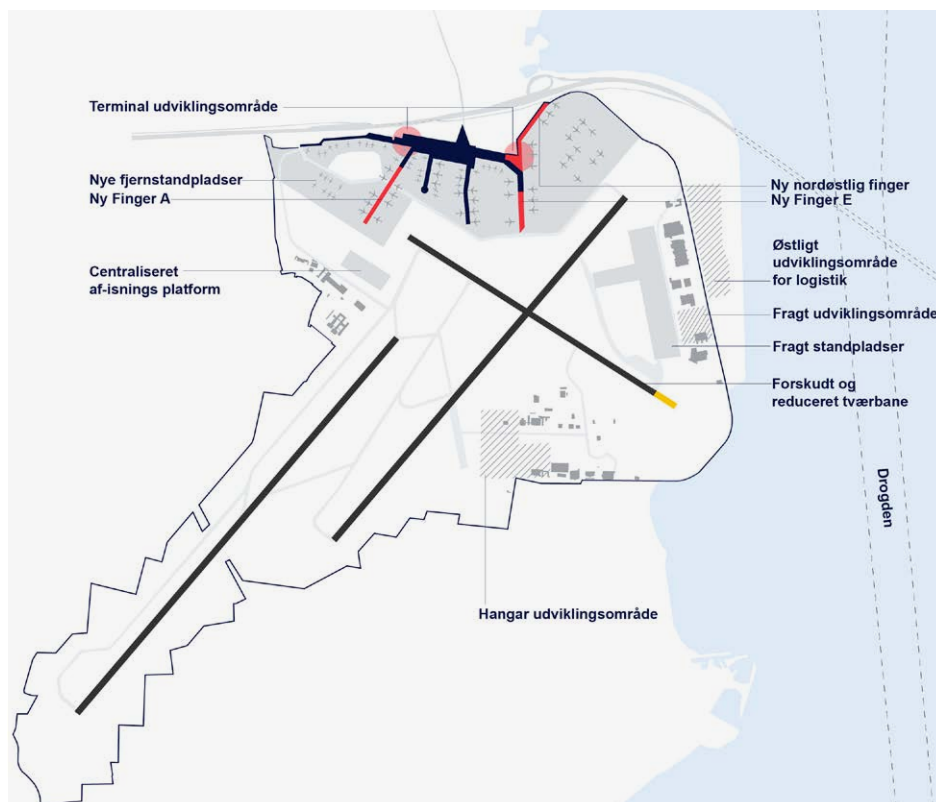 Terminal udviklingsområde
Nye fjernstandpladser
Ny Finger A
Centraliseret
af-isnings platform
Ny nordøstlig finger
Ny Finger E
Østligt
udviklingsområde
for logistik
Fragt udviklingsområde
Fragt standpladser
Forskudt og
reduceret tværbane
Drogden
Hangar udviklingsområde